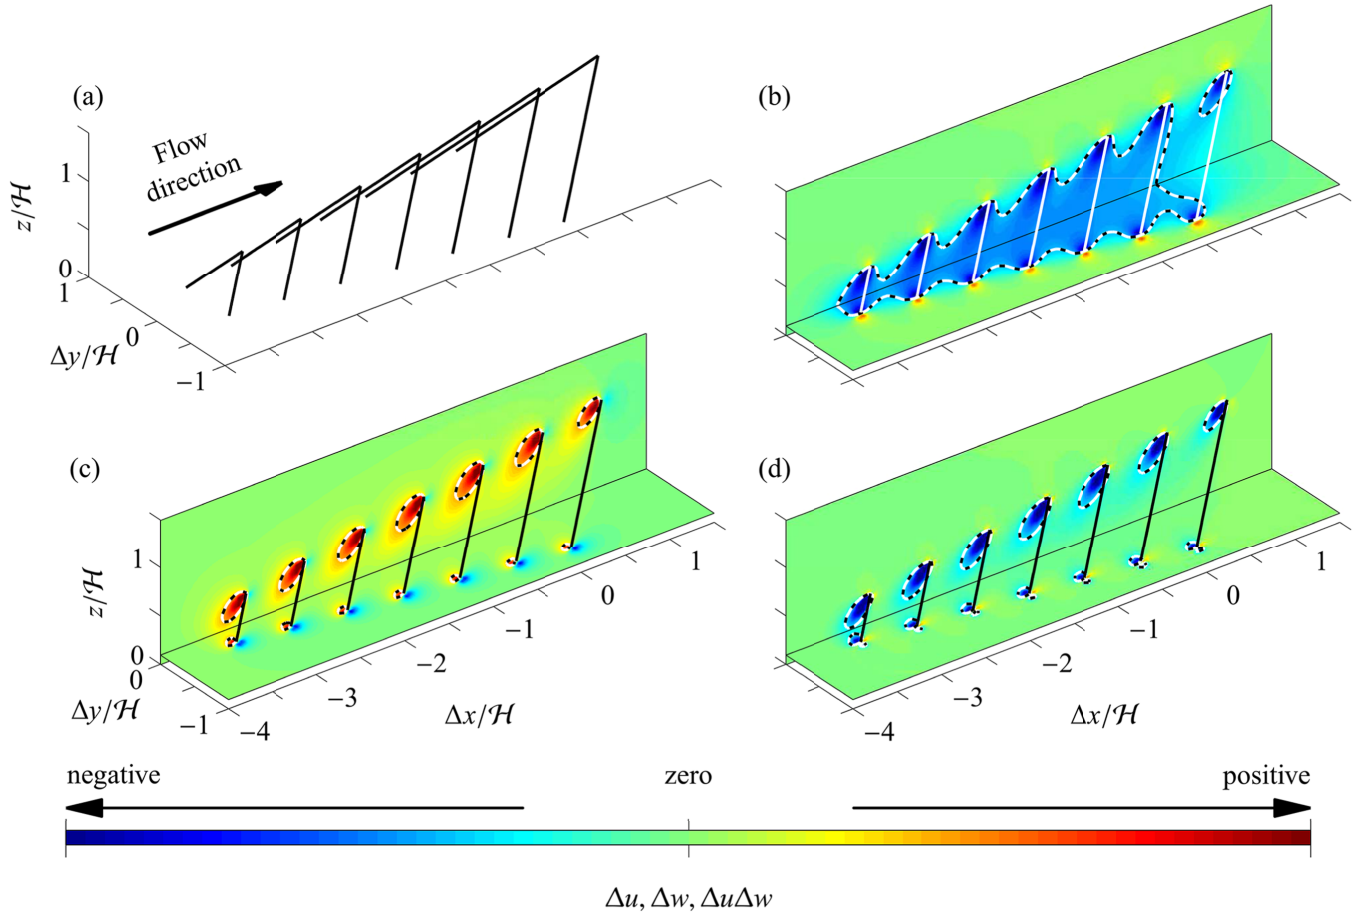 (a)
Flow
direction
z/ℋ
1
0
1
0
−1
Δy/ℋ
(b)
(c)
z/ℋ
1
0
0
−1
Δy/ℋ
−4
−3
−2
−1
0
1
Δx/ℋ
(d)
−4
−3
−2
−1
0
1
Δx/ℋ
negative
zero
positive
Δu, Δw, ΔuΔw